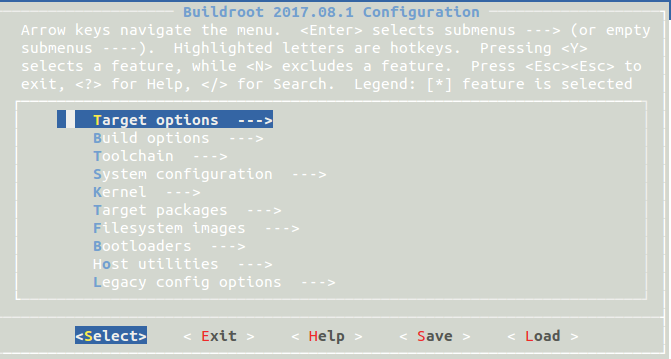 Buildroot 2017.08.1 Configuration
Arrow keys navigate the menu.  <Enter> selects submenus ---> (or empty
submenus ----).  Highlighted letters are hotkeys.  Pressing <Y>
selects a feature, while <N> excludes a feature.  Press <Esc><Esc> to
exit, <?> for Help, </> for Search.  Legend: [*] feature is selected
Target options  --->
Build options  --->
Toolchain  --->
System configuration  --->
Kernel  --->
Target packages  --->
Filesystem images  --->
Bootloaders  --->
Host utilities  --->
Legacy config options  --->
<Select>    < Exit >    < Help >    < Save >    < Load >